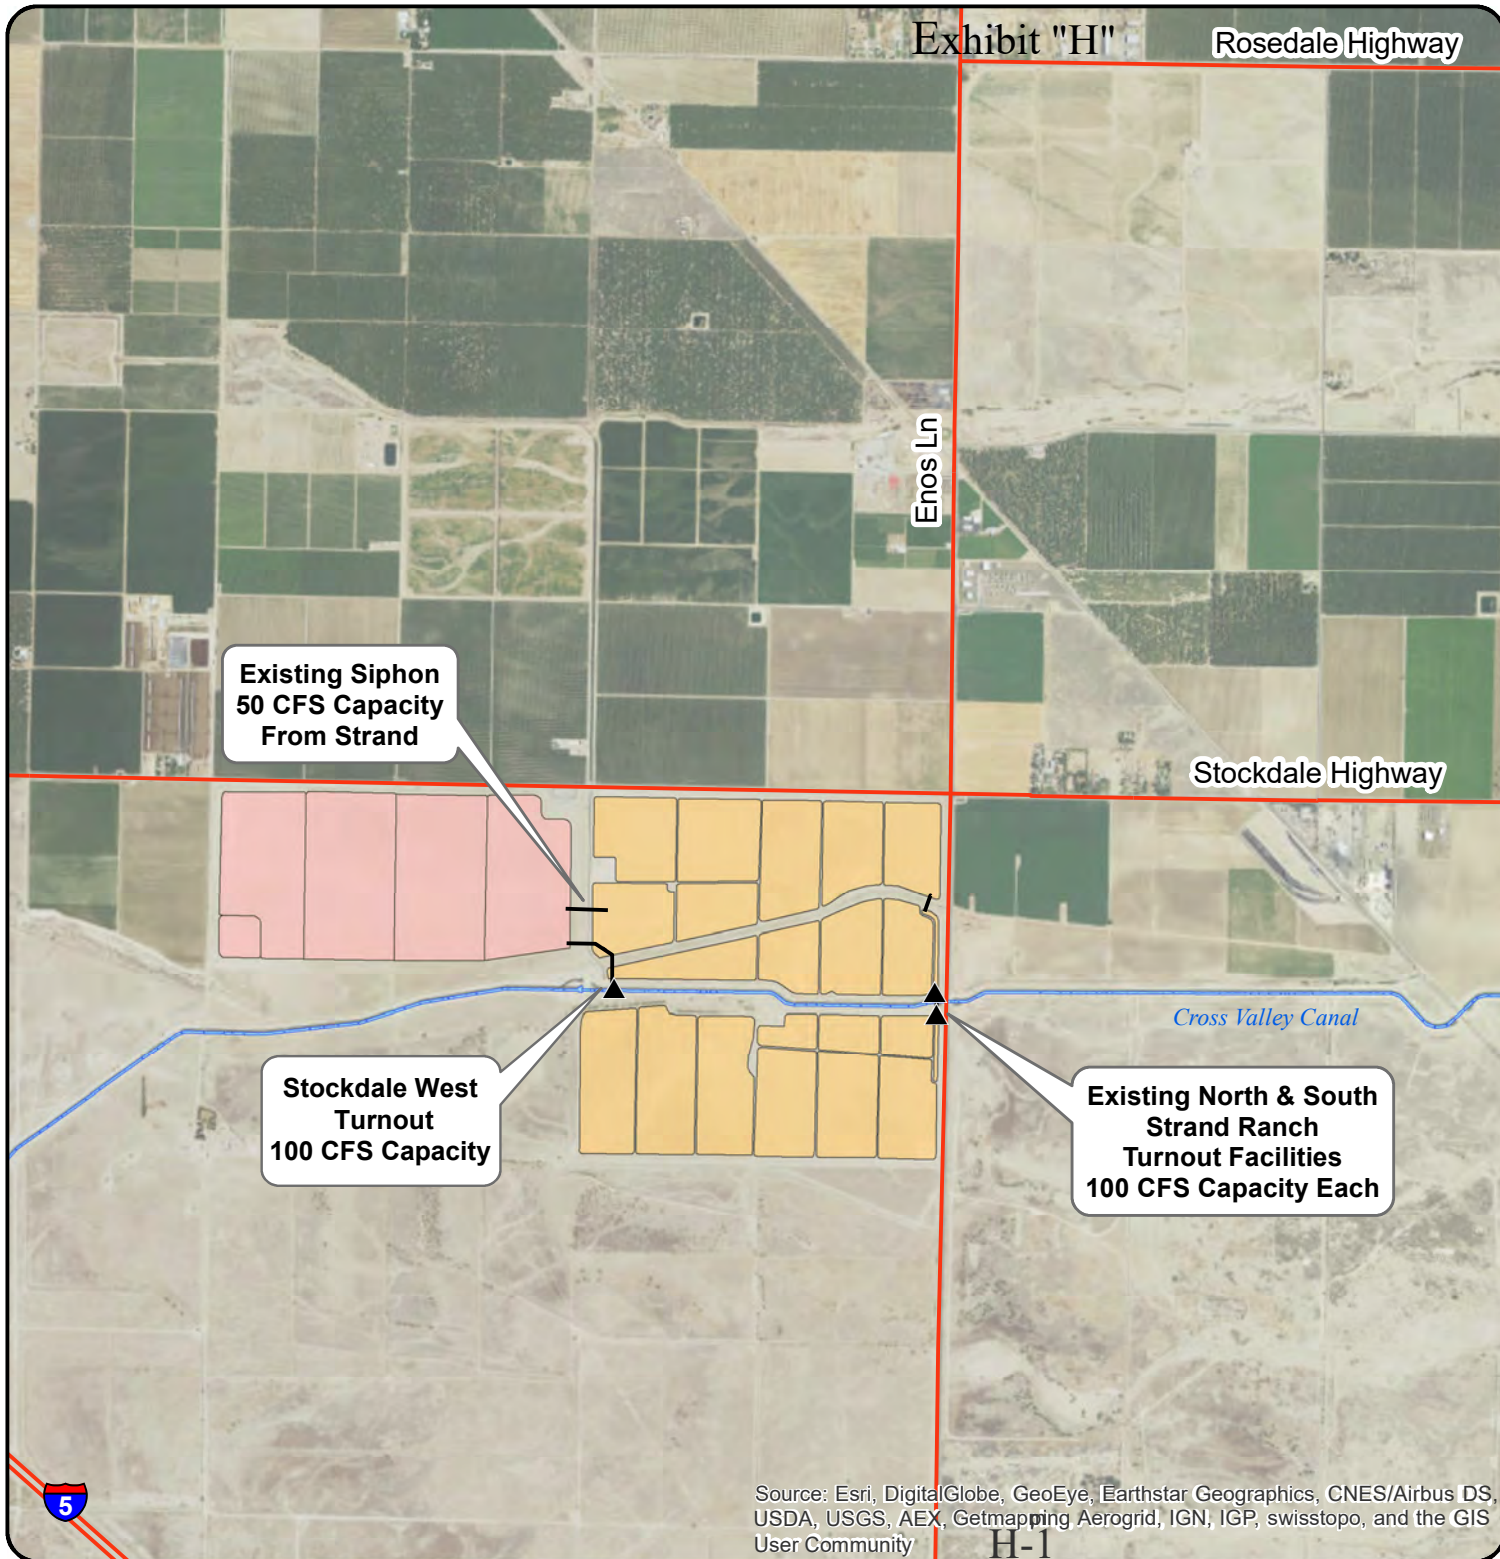 Exhibit "H"
Rosedale Highway
Enos Ln
Existing Siphon
50 CFS Capacity
From Strand
Stockdale Highway
Cross Valley Canal
Stockdale West
Turnout
100 CFS Capacity
Existing North & South
Strand Ranch
Turnout Facilities
100 CFS Capacity Each
5
Source: Esri, DigitalGlobe, GeoEye, Earthstar Geographics, CNES/Airbus DS,
USDA, USGS, AEX, Getmapping Aerogrid, IGN, IGP, swisstopo, and the GIS
User Community
H-1